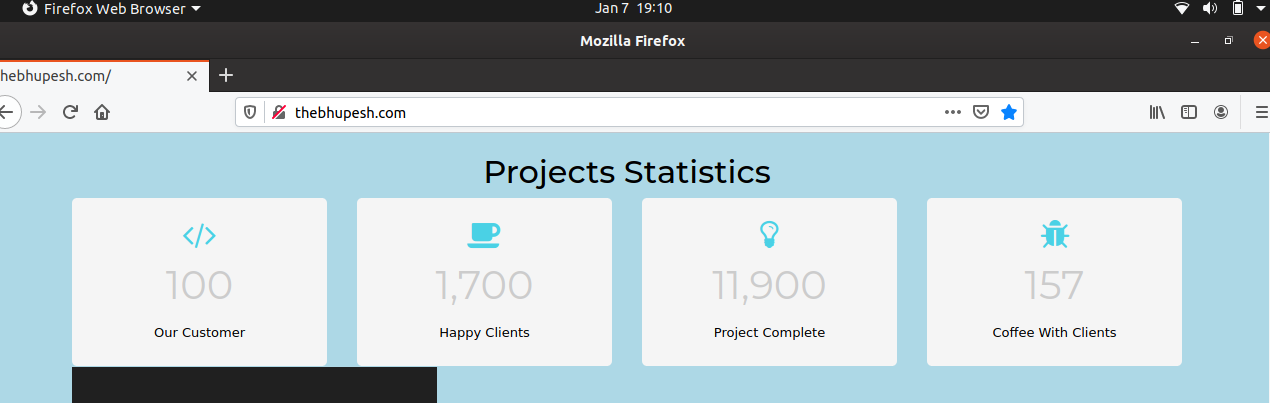 Firefox Web Browser
Jan 7 19:10
Mozilla Firefox
hebhupesh.com/
thebhupesh.com
Projects Statistics
100
1,700
11,900
157
Our Customer
Happy Clients
Project Complete
Coffee With Clients